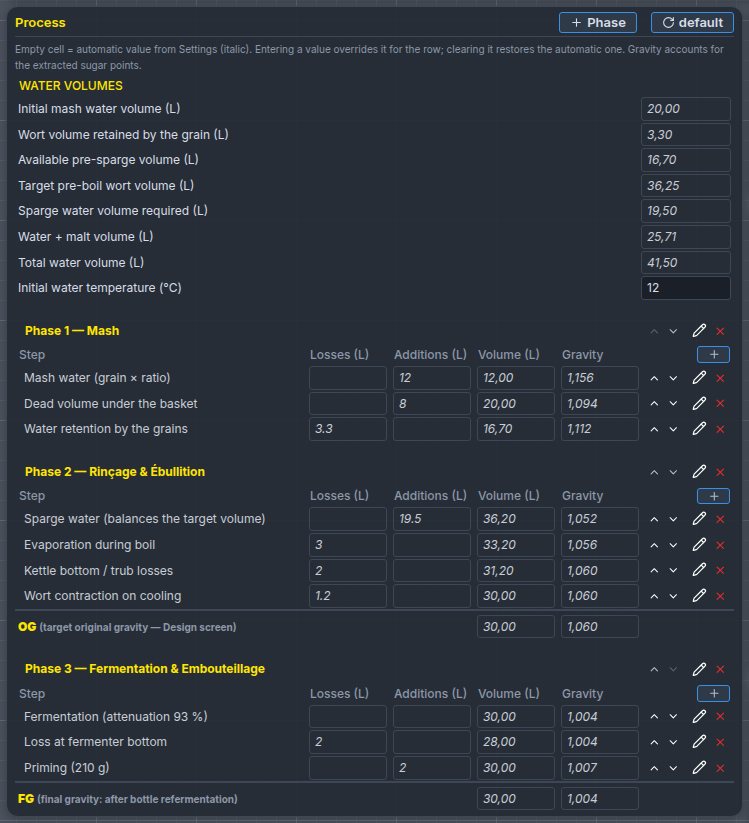 Process
+ Phase
default
Empty cell = automatic value from Settings (italic). Entering a value overrides it for the row; clearing it restores the automatic one. Gravity accounts for
the extracted sugar points.
WATER VOLUMES
Initial mash water volume (L) 20,00
Wort volume retained by the grain (L) 3,30
Available pre-sparge volume (L) 16,70
Target pre-boil wort volume (L) 36,25
Sparge water volume required (L) 19,50
Water + malt volume (L) 25,71
Total water volume (L) 41,50
Initial water temperature (°C) 12
Phase 1 — Mash
Step Losses (L) Additions (L) Volume (L) Gravity +
Mash water (grain × ratio) 12 12,00 1,156
Dead volume under the basket 8 20,00 1,094
Water retention by the grains 3.3 16,70 1,112
Phase 2 — Rinçage & Ébullition
Step Losses (L) Additions (L) Volume (L) Gravity +
Sparge water (balances the target volume) 19.5 36,20 1,052
Evaporation during boil 3 33,20 1,056
Kettle bottom / trub losses 2 31,20 1,060
Wort contraction on cooling 1.2 30,00 1,060
OG (target original gravity — Design screen) 30,00 1,060
Phase 3 — Fermentation & Embouteillage
Step Losses (L) Additions (L) Volume (L) Gravity +
Fermentation (attenuation 93 %) 30,00 1,004
Loss at fermenter bottom 2 28,00 1,004
Priming (210 g) 2 30,00 1,007
FG (final gravity: after bottle refermentation) 30,00 1,004